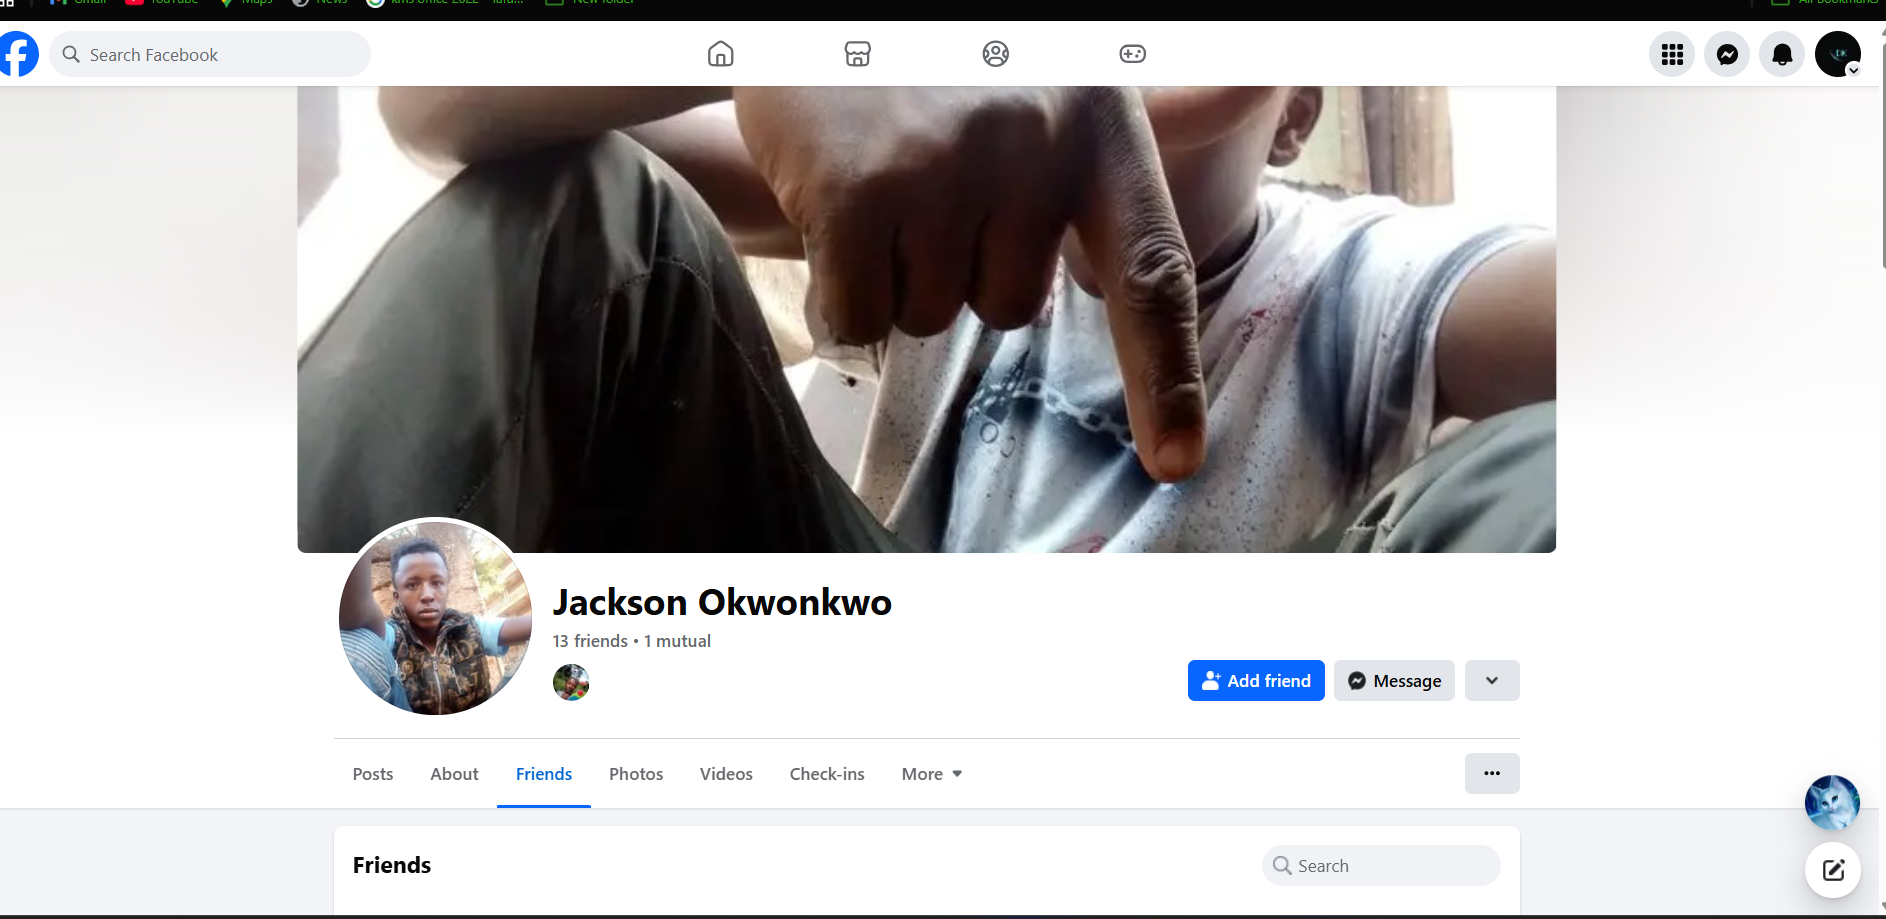 Search Facebook
Jackson Okwonkwo
13 friends • 1 mutual
Add friend
Message
Posts
About
Friends
Photos
Videos
Check-ins
More
Friends
Search